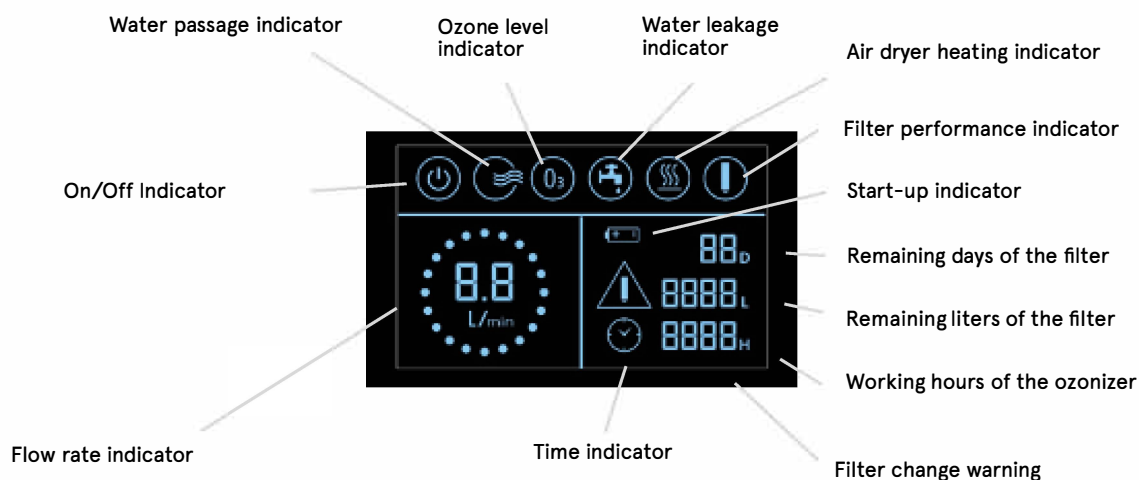 Water passage indicator
Ozone level
indicator
Water leakage
indicator
Air dryer heating indicator
Filter performance indicator
On/Off Indicator
Start-up indicator
Remaining days of the filter
Remaining liters of the filter
Working hours of the ozonizer
Flow rate indicator
Time indicator
Filter change warning
O3
8.8
L/min
88D
8888L
8888H